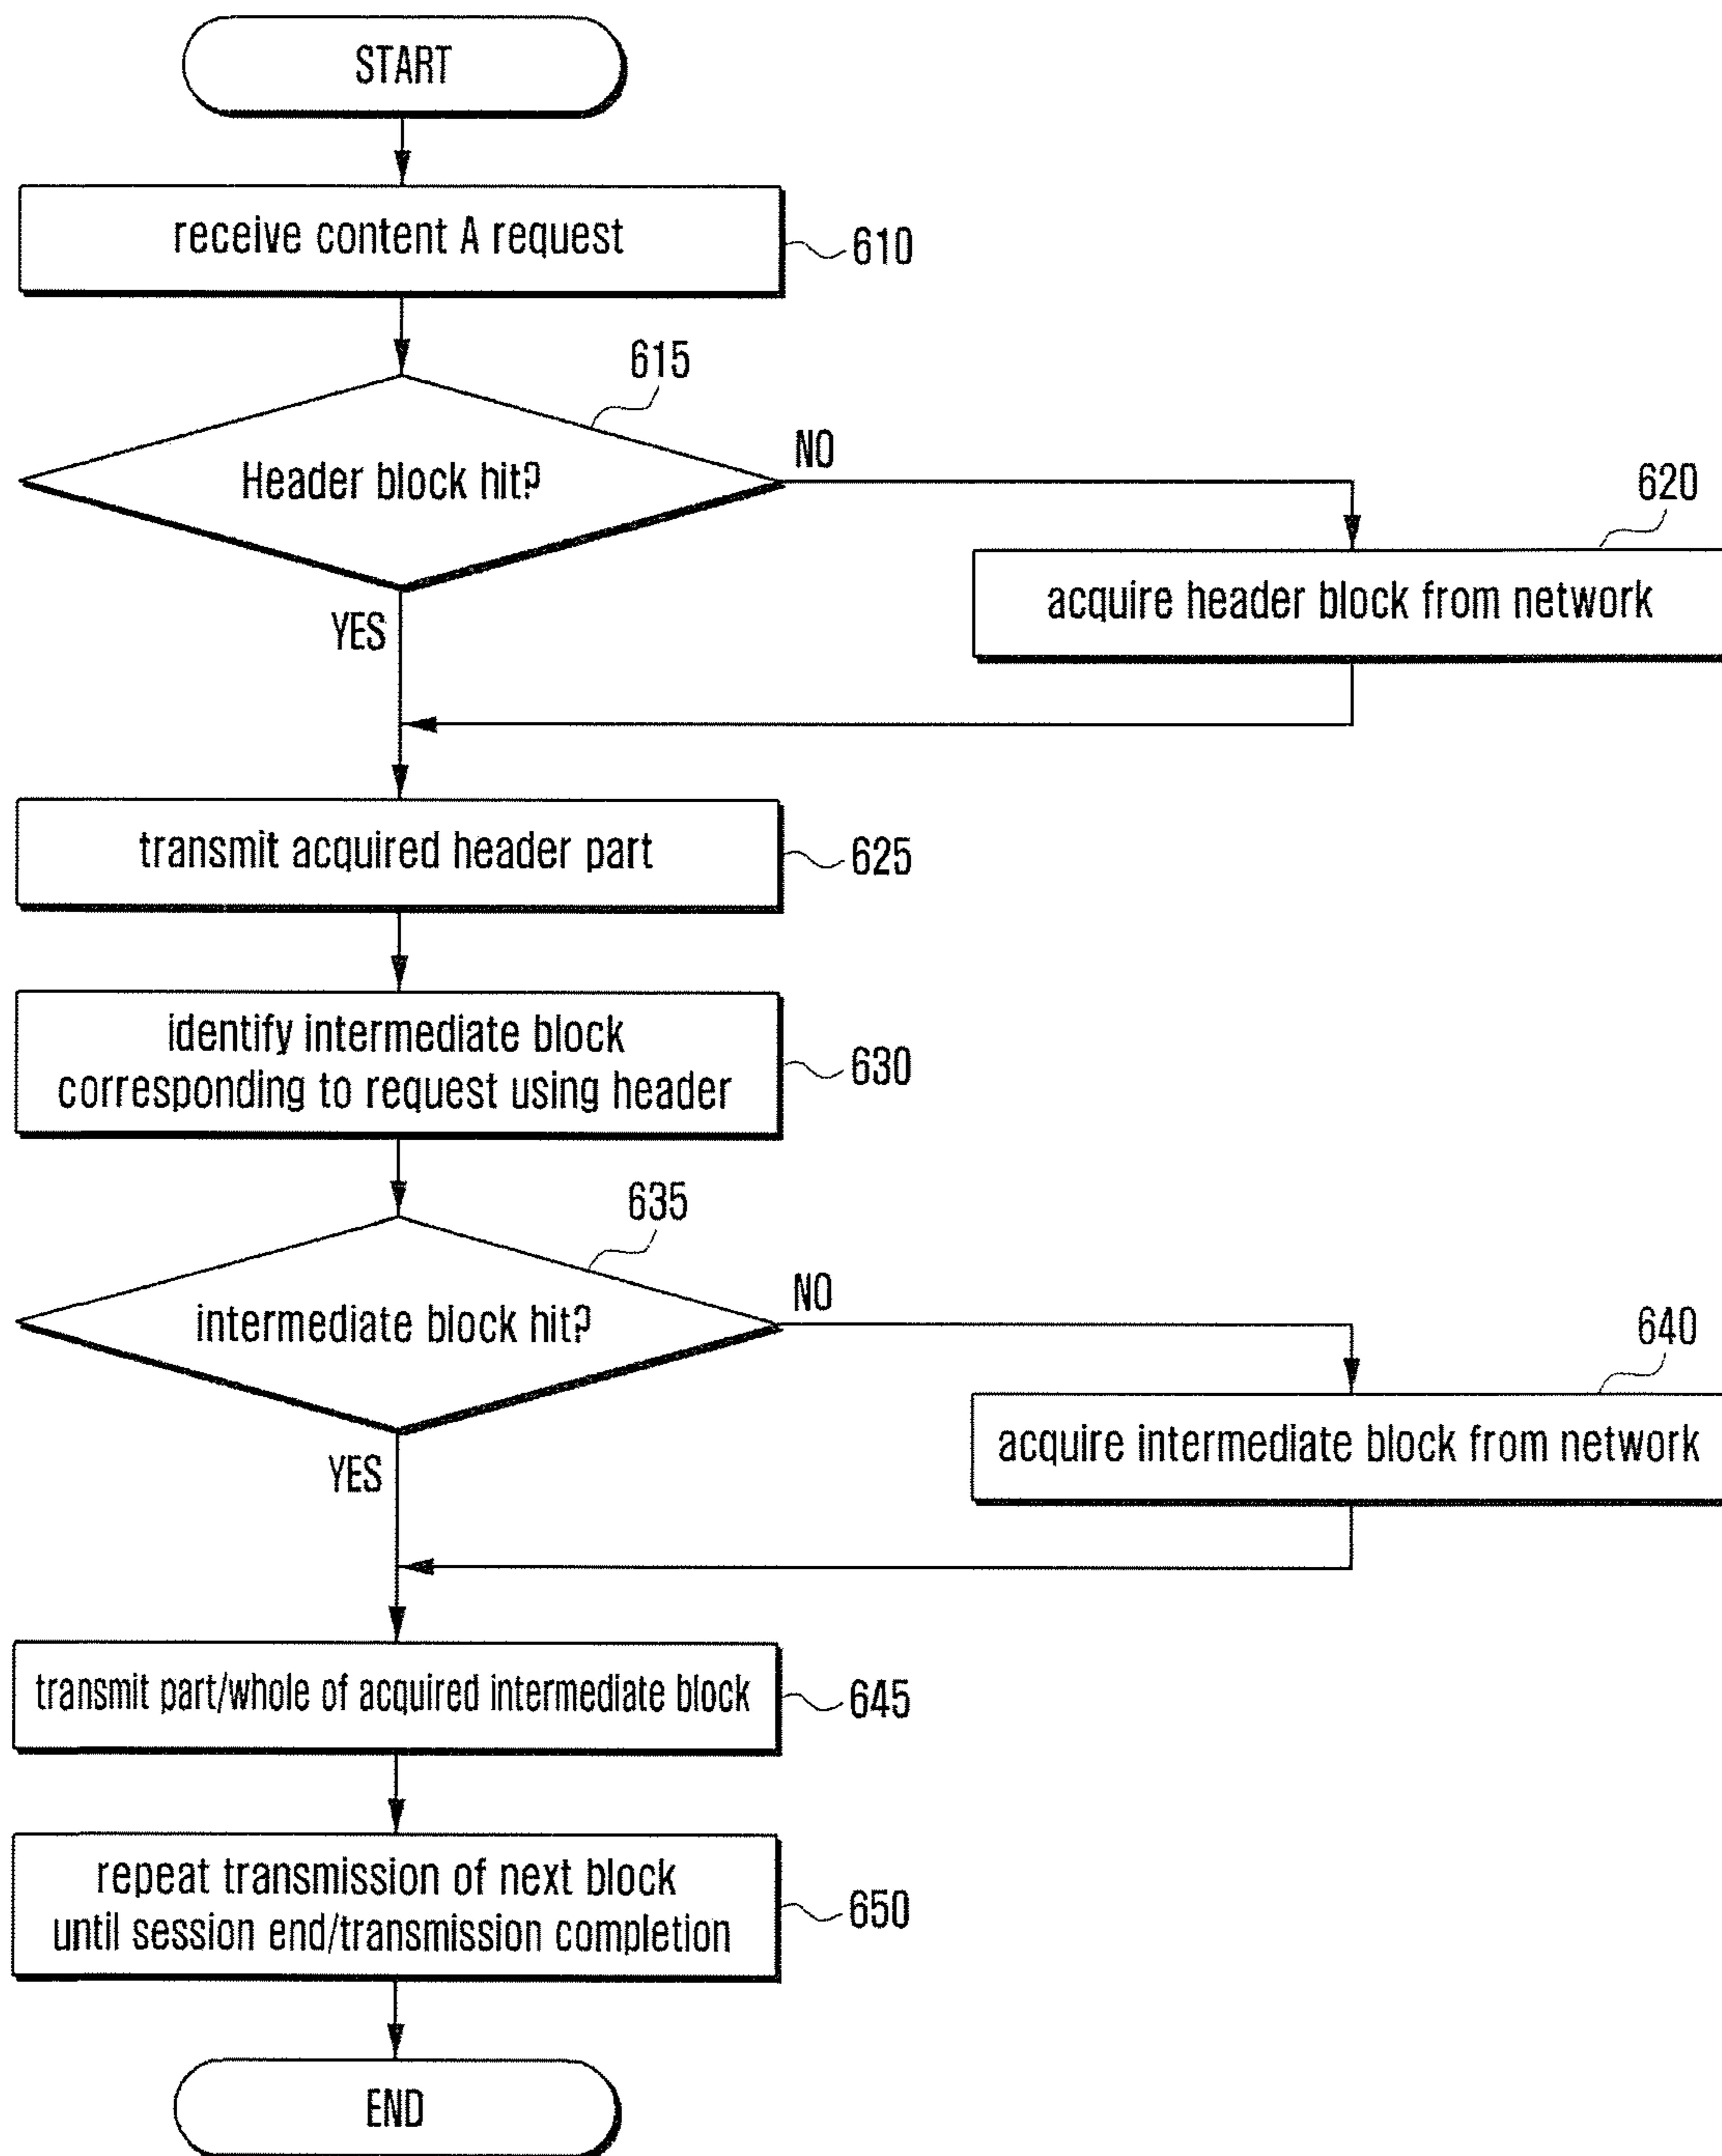 START
receive content A request
610
615
Header block hit?
NO
620
acquire header block from network
YES
transmit acquired header part
625
identify intermediate block
corresponding to request using header
630
635
intermediate block hit?
NO
640
acquire intermediate block from network
YES
transmit part/whole of acquired intermediate block
645
repeat transmission of next block
until session end/transmission completion
650
END